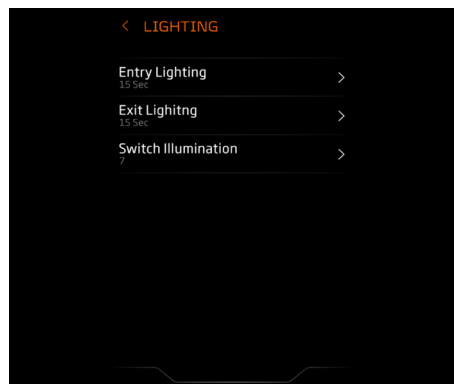 LIGHTING
Entry Lighting
15 Sec
Exit Lighitng
15 Sec
Switch Illumination
7